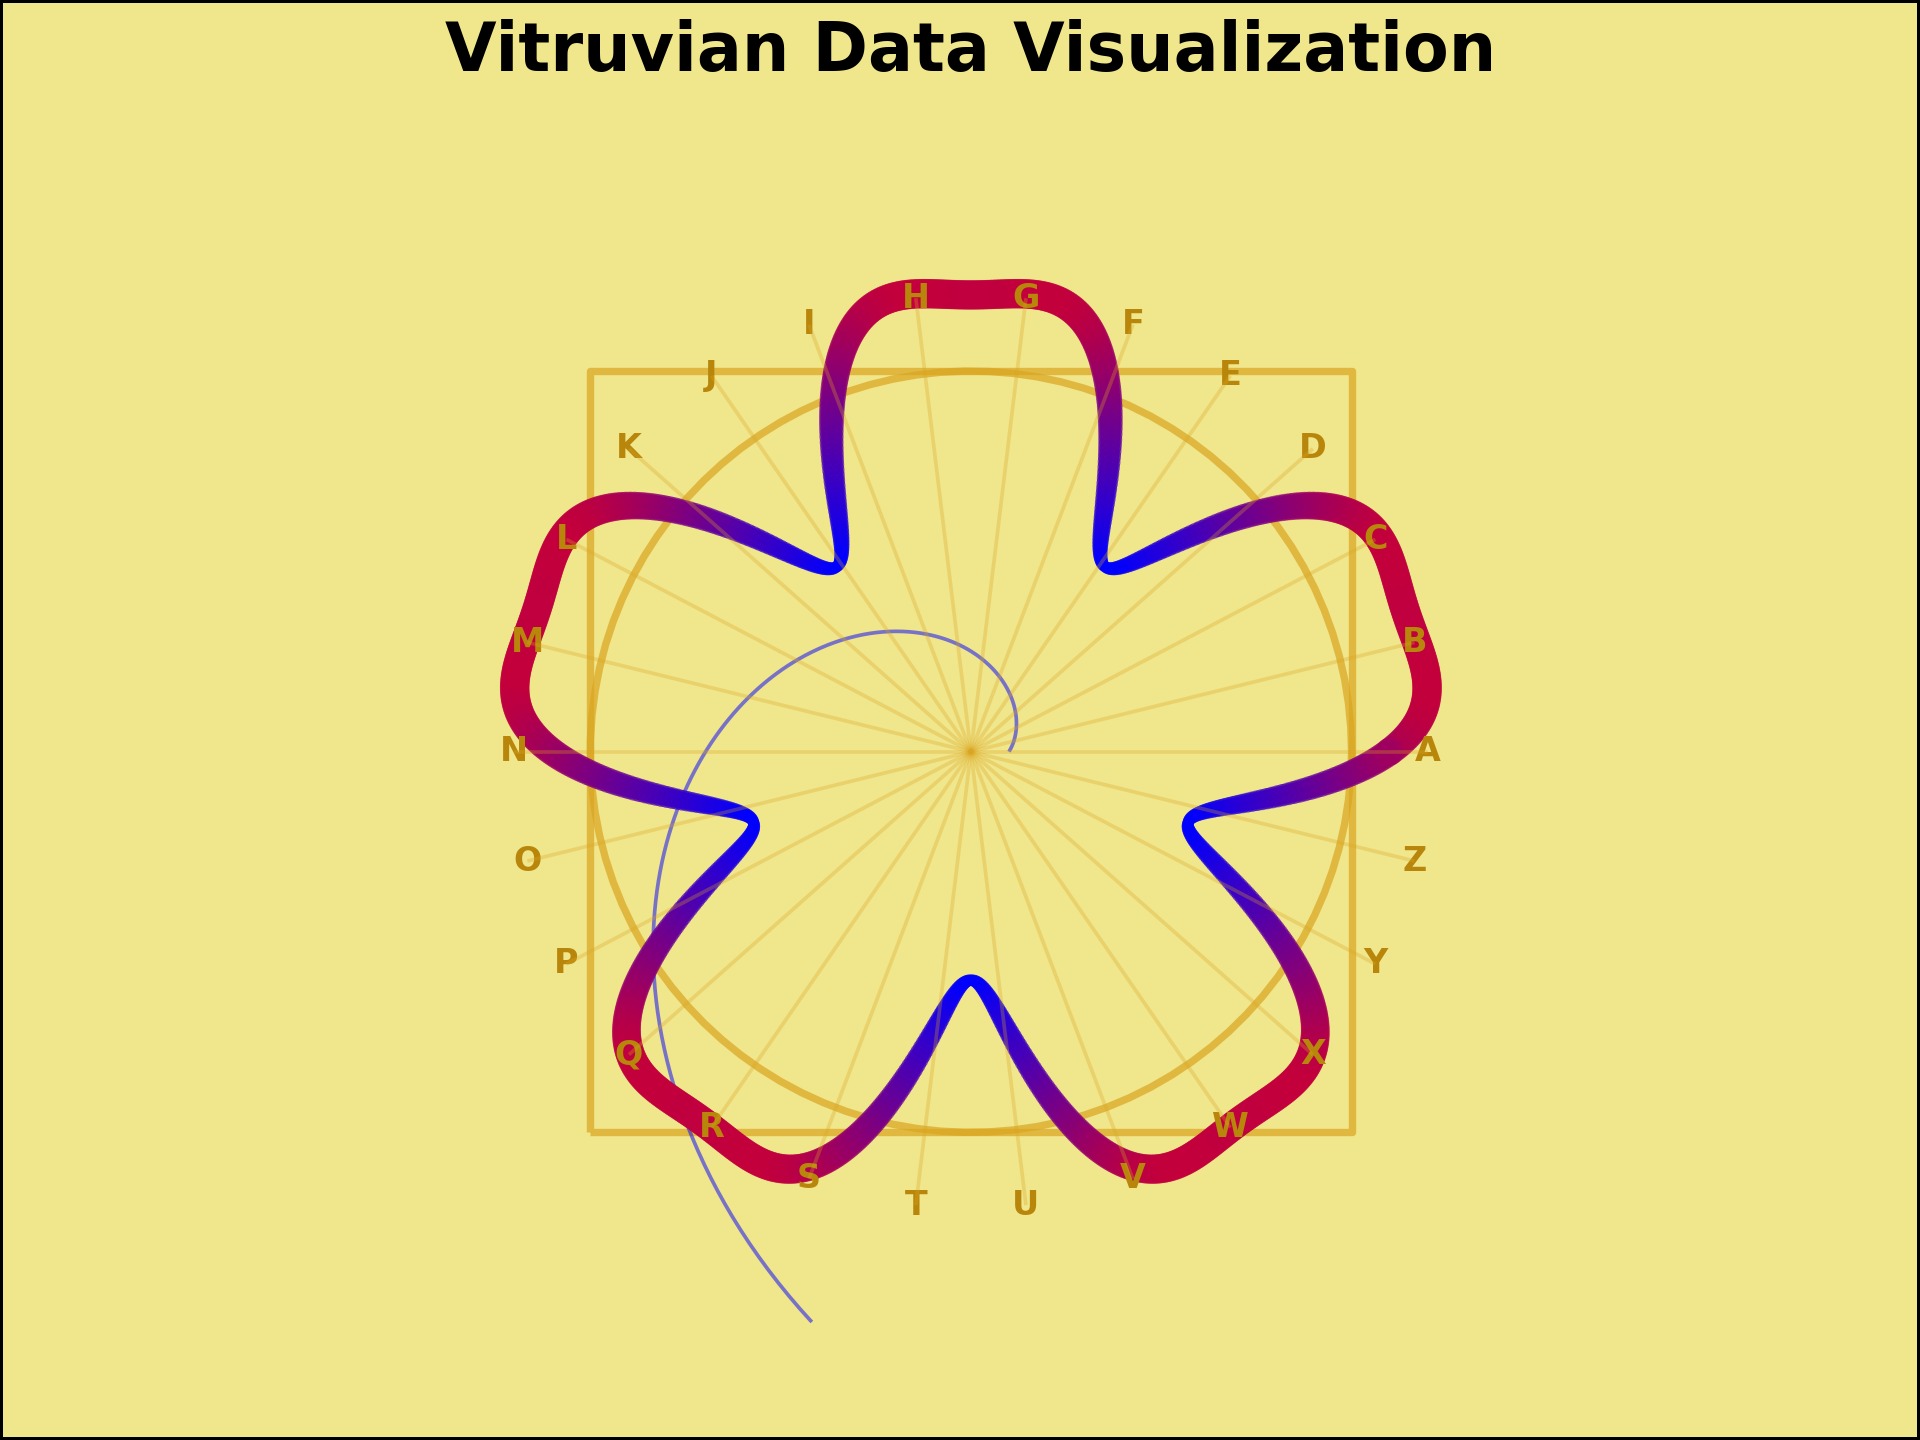 Vitruvian Data Visualization
H G
I F
J E
K D
L C
M B
N A
O Z
P Y
Q X
R W
S V
T U